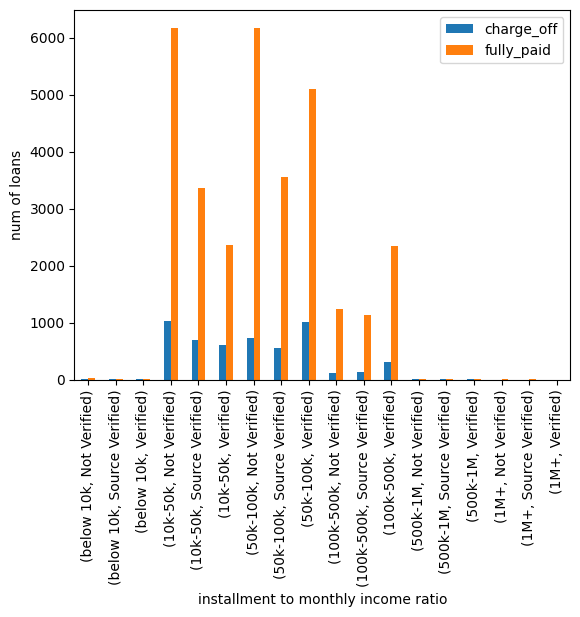 charge_off
fully_paid
6000
5000
4000
3000
2000
1000
0
num of loans
(below 10k, Not Verified)
(below 10k, Source Verified)
(below 10k, Verified)
(10k-50k, Not Verified)
(10k-50k, Source Verified)
(10k-50k, Verified)
(50k-100k, Not Verified)
(50k-100k, Source Verified)
(50k-100k, Verified)
(100k-500k, Not Verified)
(100k-500k, Source Verified)
(100k-500k, Verified)
(500k-1M, Not Verified)
(500k-1M, Source Verified)
(500k-1M, Verified)
(1M+, Not Verified)
(1M+, Source Verified)
(1M+, Verified)
installment to monthly income ratio